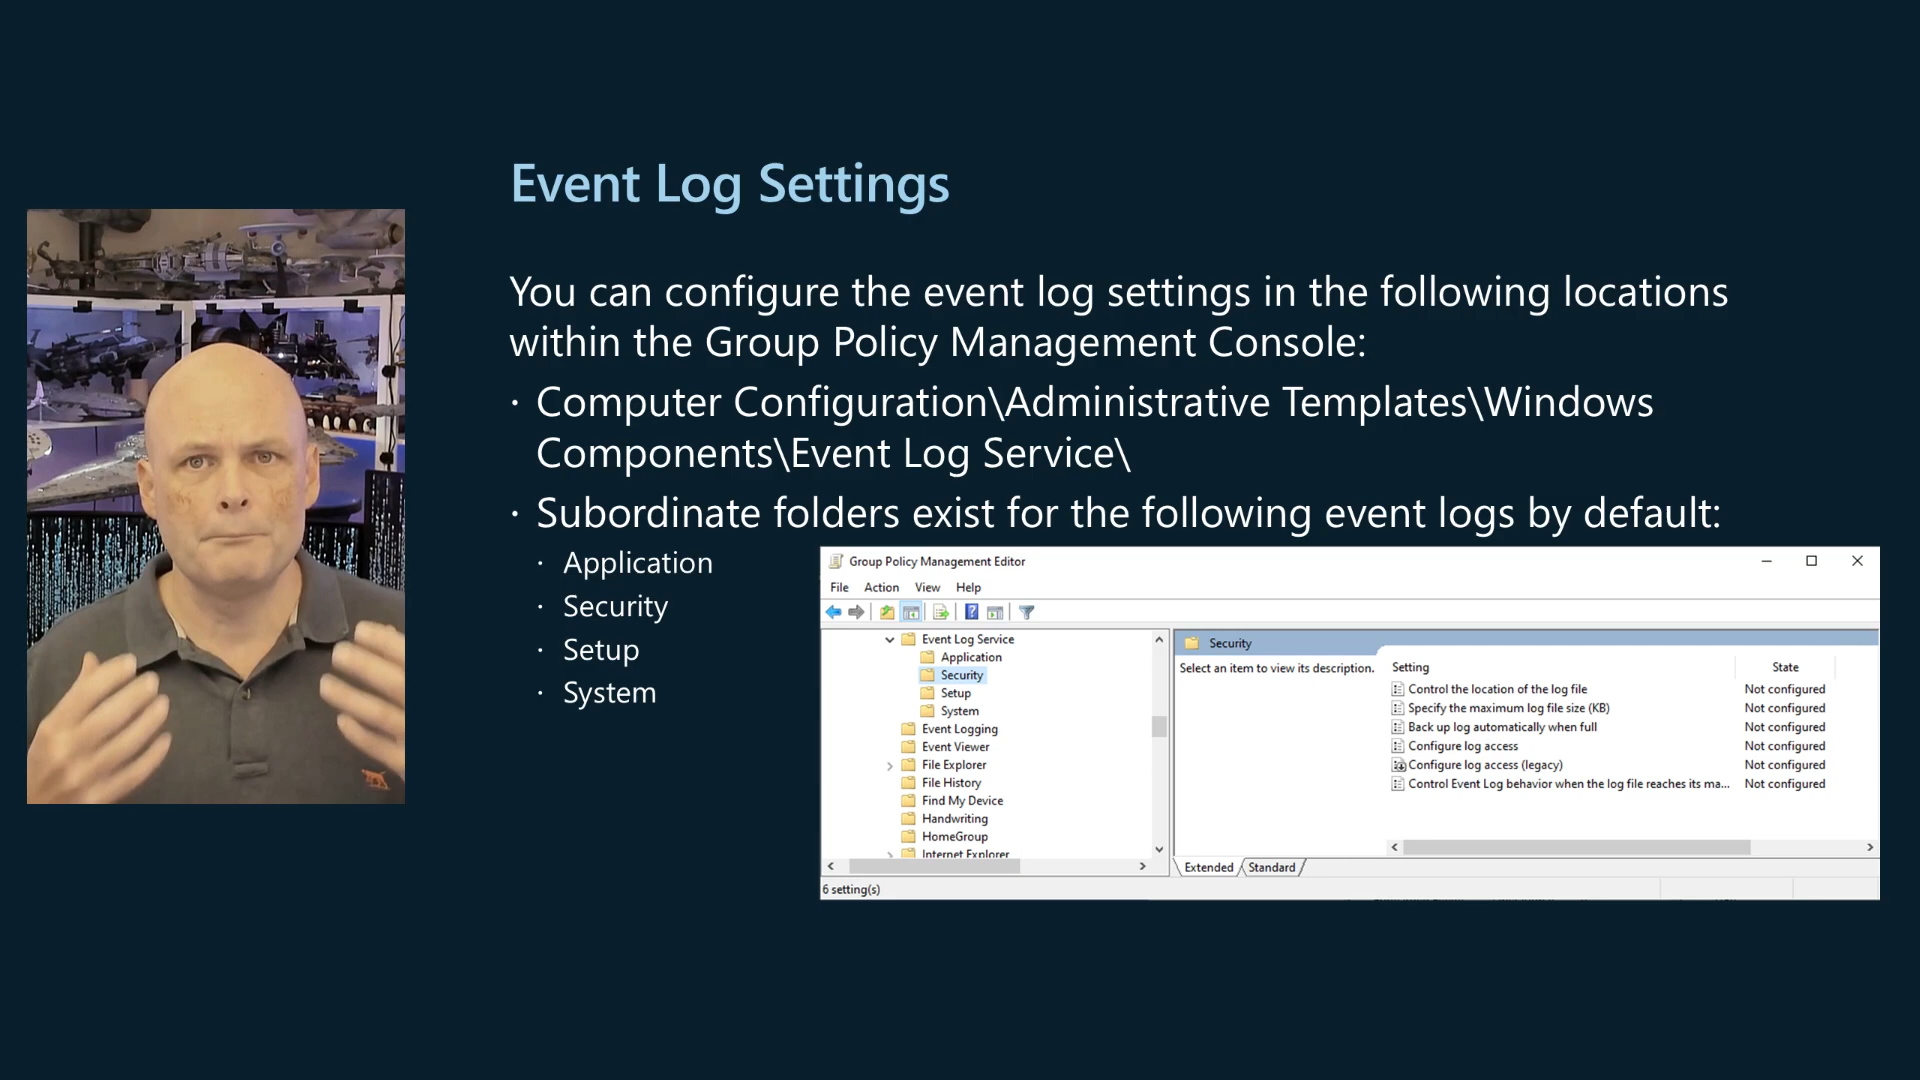 Event Log Settings
You can configure the event log settings in the following locations
within the Group Policy Management Console:
· Computer Configuration\Administrative Templates\Windows
Components\Event Log Service\
· Subordinate folders exist for the following event logs by default:
· Application
· Security
· Setup
· System
Group Policy Management Editor
File Action View Help
Event Log Service
Application
Security
Setup
System
Event Logging
Event Viewer
File Explorer
File History
Find My Device
Handwriting
HomeGroup
Internet Explorer
Security
Select an item to view its description.
Setting State
Control the location of the log file Not configured
Specify the maximum log file size (KB) Not configured
Back up log automatically when full Not configured
Configure log access Not configured
Configure log access (legacy) Not configured
Control Event Log behavior when the log file reaches its ma... Not configured
Extended Standard
6 setting(s)